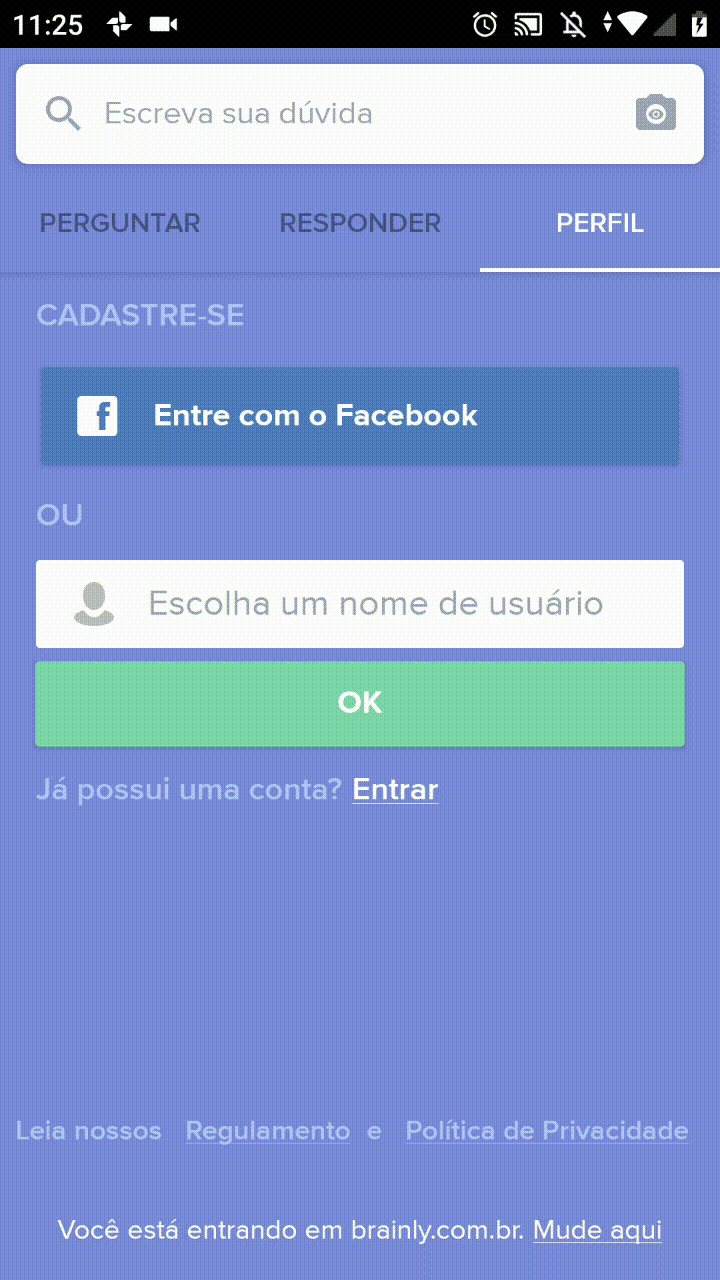 11:25
Escreva sua dúvida
PERGUNTAR RESPONDER PERFIL
CADASTRE-SE
f Entre com o Facebook
OU
Escolha um nome de usuário
OK
Já possui uma conta? Entrar
Leia nossos Regulamento e Política de Privacidade
Você está entrando em brainly.com.br. Mude aqui